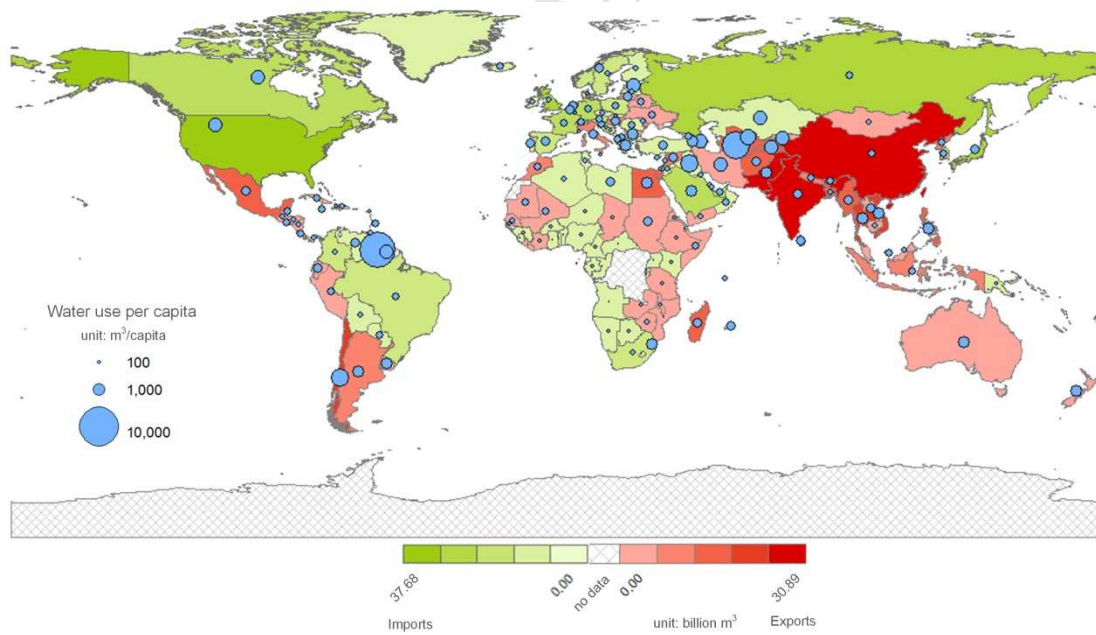 Water use per capita
unit: m³/capita
100
1,000
10,000
37.68
0.00
no data
0.00
30.89
Imports
unit: billion m³
Exports